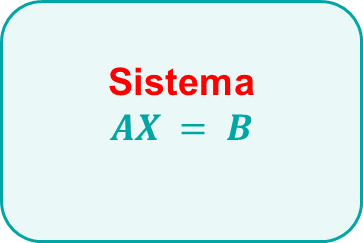 Sistema
AX = B